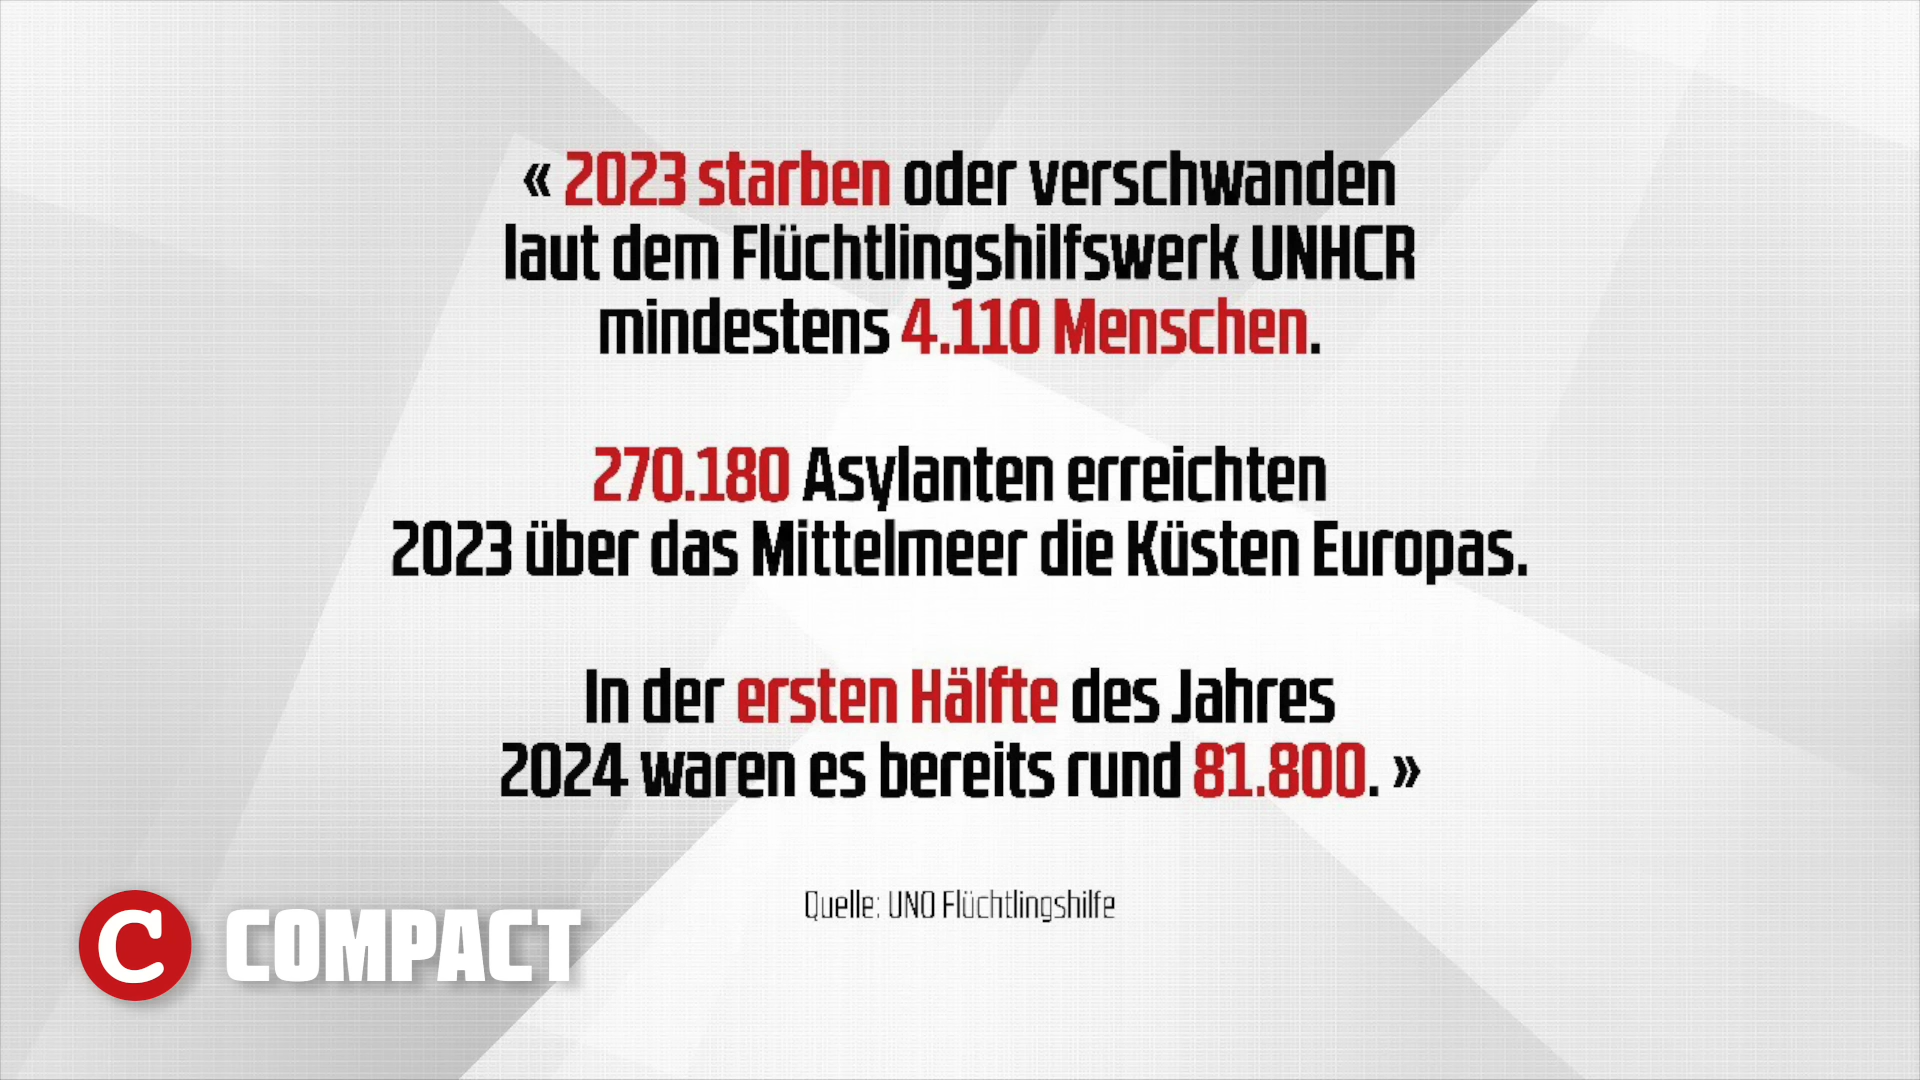 « 2023 starben oder verschwanden
laut dem Flüchtlingshilfswerk UNHCR
mindestens 4.110 Menschen.
270.180 Asylanten erreichten
2023 über das Mittelmeer die Küsten Europas.
In der ersten Hälfte des Jahres
2024 waren es bereits rund 81.800. »
Quelle: UNO Flüchtlingshilfe
C COMPACT